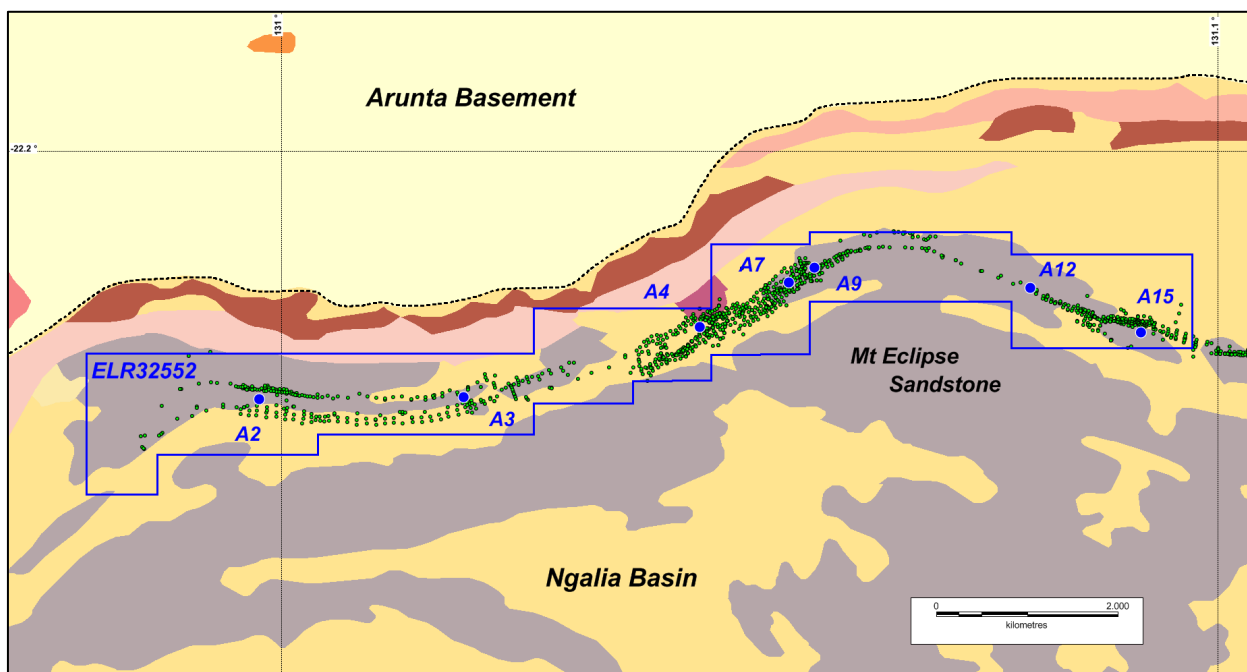 131 °
131.1 °
Arunta Basement
-22.2 °
A7
A12
A4
A9
A15
Mt Eclipse
Sandstone
ELR32552
A3
A2
Ngalia Basin
0
2.000
kilometres